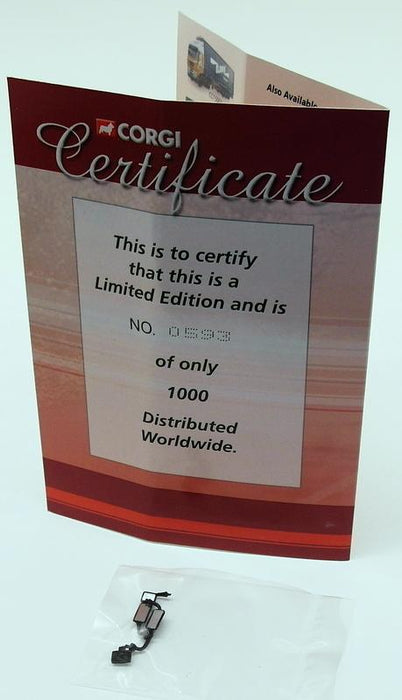 Also Available
CORGI
Certificate
This is to certify
that this is a
Limited Edition and is
NO. 0593
of only
1000
Distributed
Worldwide.